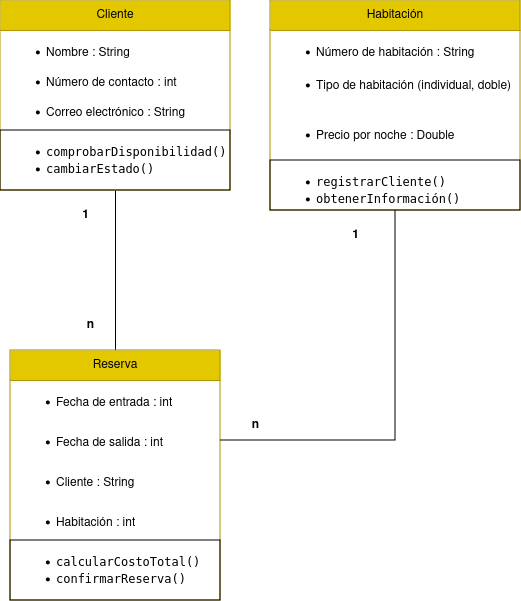 Cliente
• Nombre : String
• Número de contacto : int
• Correo electrónico : String
• comprobarDisponibilidad()
• cambiarEstado()
Habitación
• Número de habitación : String
• Tipo de habitación (individual, doble)
• Precio por noche : Double
• registrarCliente()
• obtenerInformación()
1
1
n
n
Reserva
• Fecha de entrada : int
• Fecha de salida : int
• Cliente : String
• Habitación : int
• calcularCostoTotal()
• confirmarReserva()